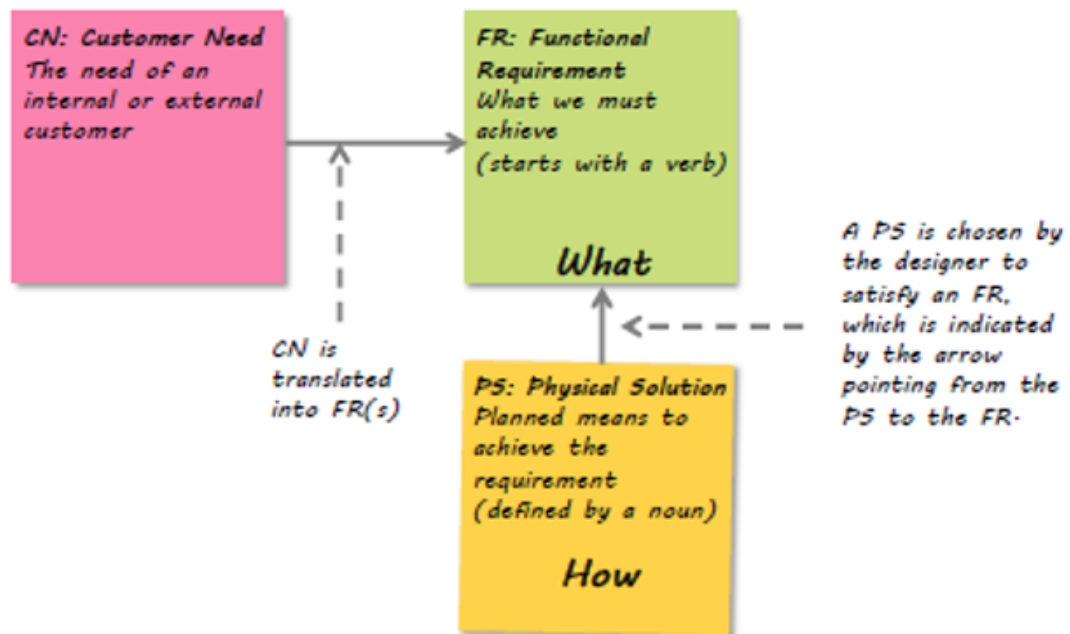 CN: Customer Need
The need of an
internal or external
customer
FR: Functional
Requirement
What we must
achieve
(starts with a verb)
What
A PS is chosen by
the designer to
satisfy an FR,
which is indicated
by the arrow
pointing from the
PS to the FR.
CN is
translated
into FR(s)
PS: Physical Solution
Planned means to
achieve the
requirement
(defined by a noun)
How